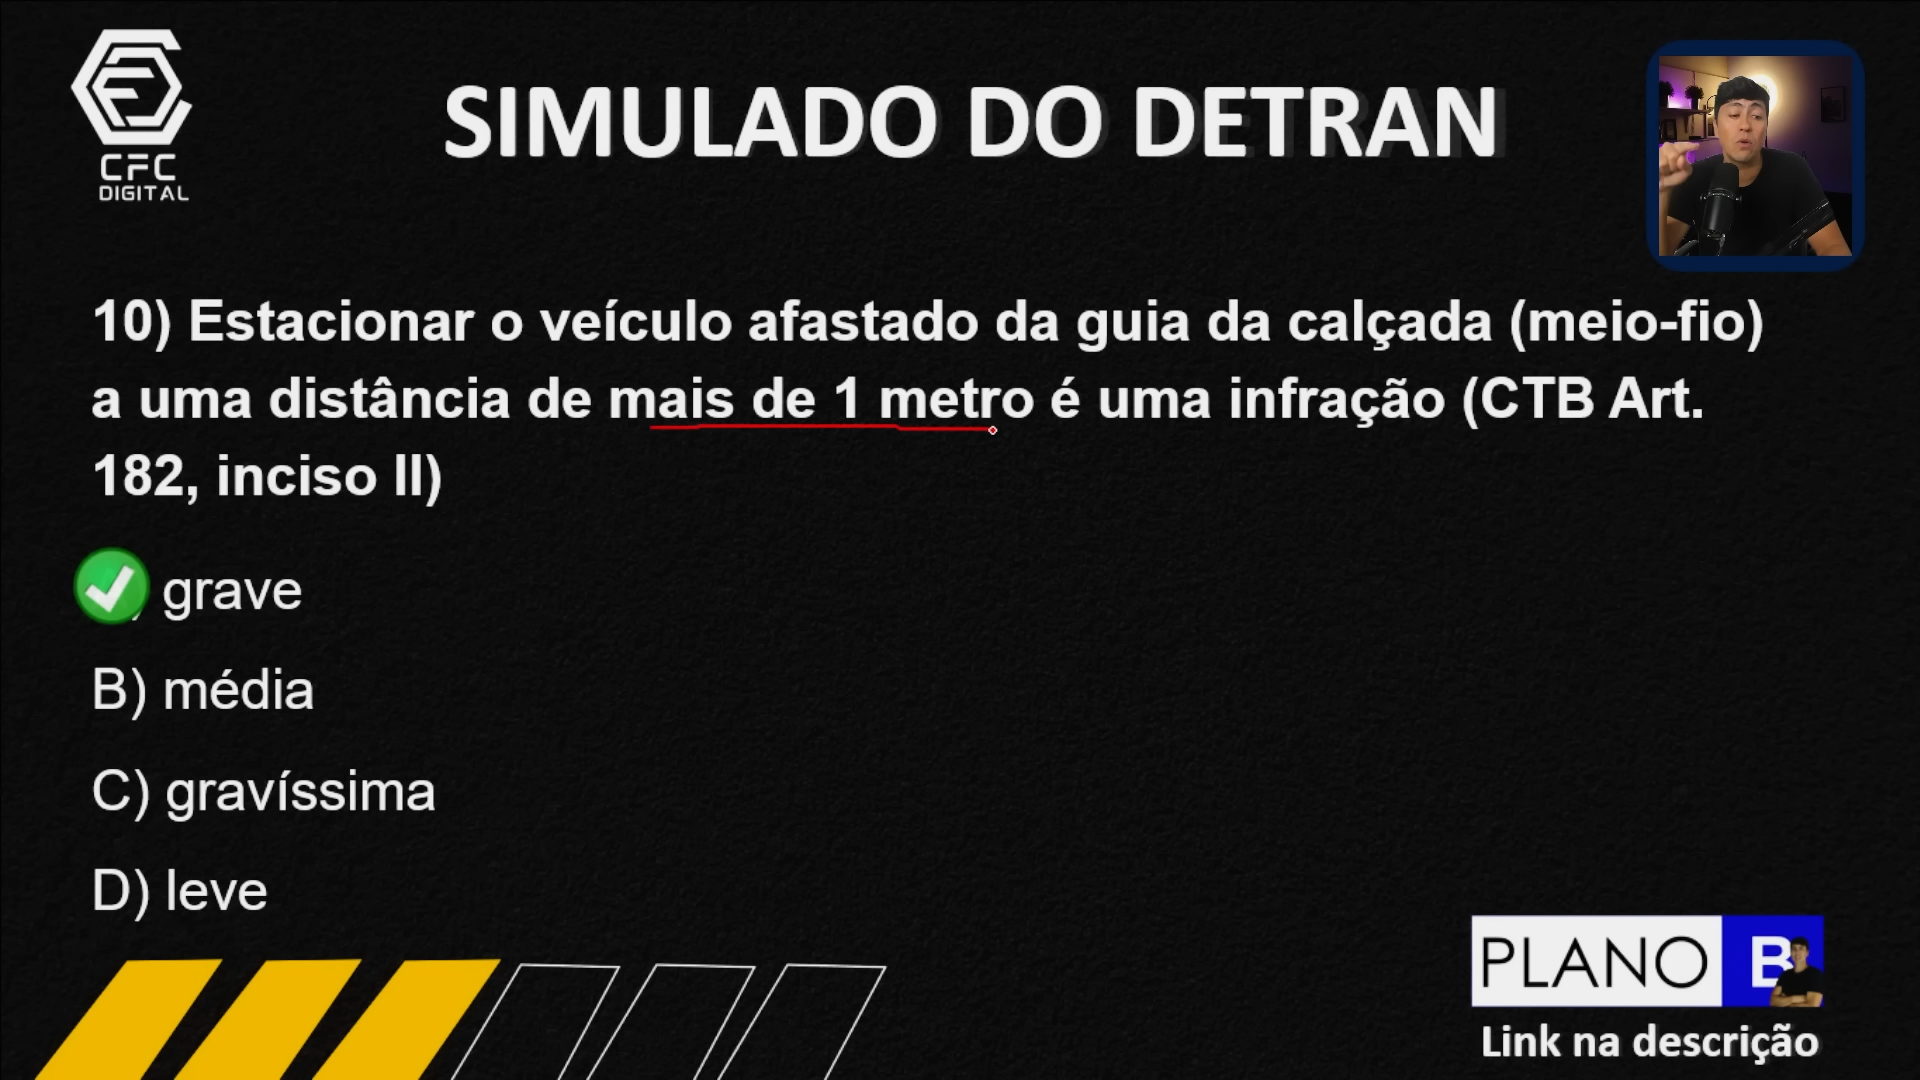 CFC
DIGITAL
SIMULADO DO DETRAN
10) Estacionar o veículo afastado da guia da calçada (meio-fio)
a uma distância de mais de 1 metro é uma infração (CTB Art.
182, inciso II)
grave
B) média
C) gravíssima
D) leve
PLANO B
Link na descrição